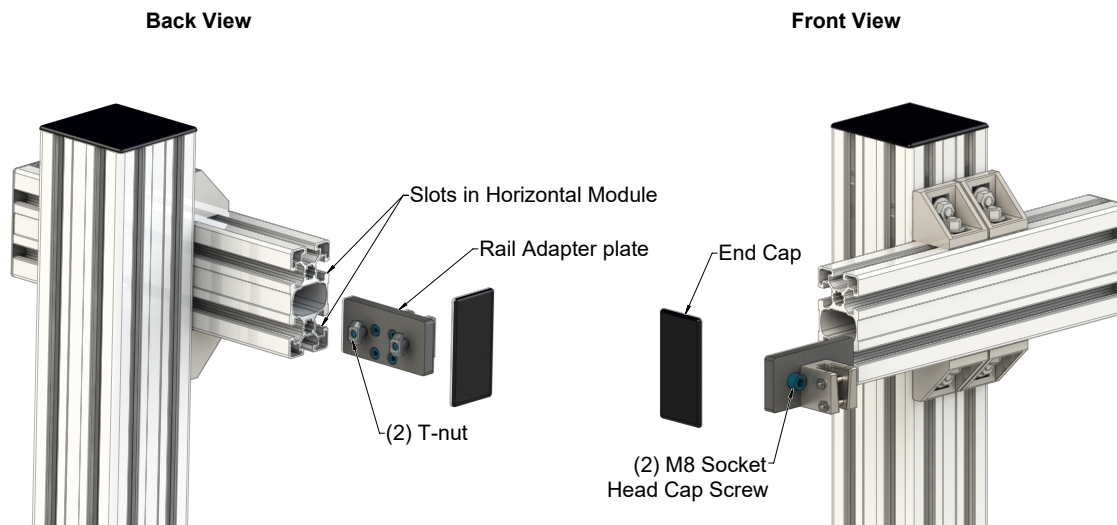 Back View
Front View
Slots in Horizontal Module
Rail Adapter plate
End Cap
(2) T-nut
(2) M8 Socket
Head Cap Screw